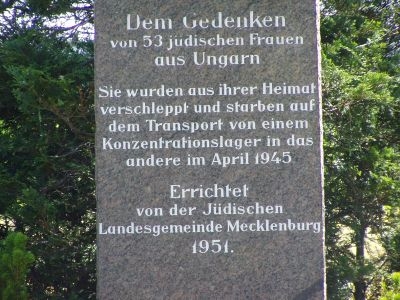 Dem Gedenken
von 53 jüdischen Frauen
aus Ungarn
Sie wurden aus ihrer Heimat
verschleppt und starben auf
dem Transport von einem
Konzentrationslager in das
andere im April 1945
Errichtet
von der Jüdischen
Landesgemeinde Mecklenburg
1951.